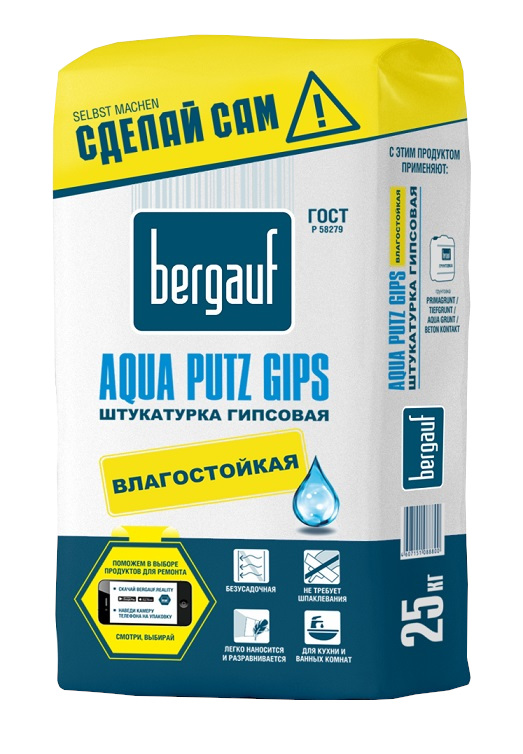 SELBST MACHEN
СДЕЛАЙ САМ
ГОСТ
Р 58279
bergauf
AQUA PUTZ GIPS
ШТУКАТУРКА ГИПСОВАЯ
ВЛАГОСТОЙКАЯ
ПОМОЖЕМ В ВЫБОРЕ
ПРОДУКТОВ ДЛЯ РЕМОНТА
СКАЧАЙ BERGAUF REALITY
НАВЕДИ КАМЕРУ
ТЕЛЕФОНА НА УПАКОВКУ
СМОТРИ, ВЫБИРАЙ
БЕЗУСАДОЧНАЯ
НЕ ТРЕБУЕТ
ШПАКЛЕВАНИЯ
ЛЕГКО НАНОСИТСЯ
И РАЗРАВНИВАЕТСЯ
ДЛЯ КУХНИ И
ВАННЫХ КОМНАТ
С ЭТИМ ПРОДУКТОМ
ПРИМЕНЯЮТ:
PRIMAGRUNT /
TIEFGRUNT /
AQUA GRUNT /
BETON KONTAKT
AQUA PUTZ GIPS
ВЛАГОСТОЙКАЯ
ШТУКАТУРКА ГИПСОВАЯ
bergauf
25 кг